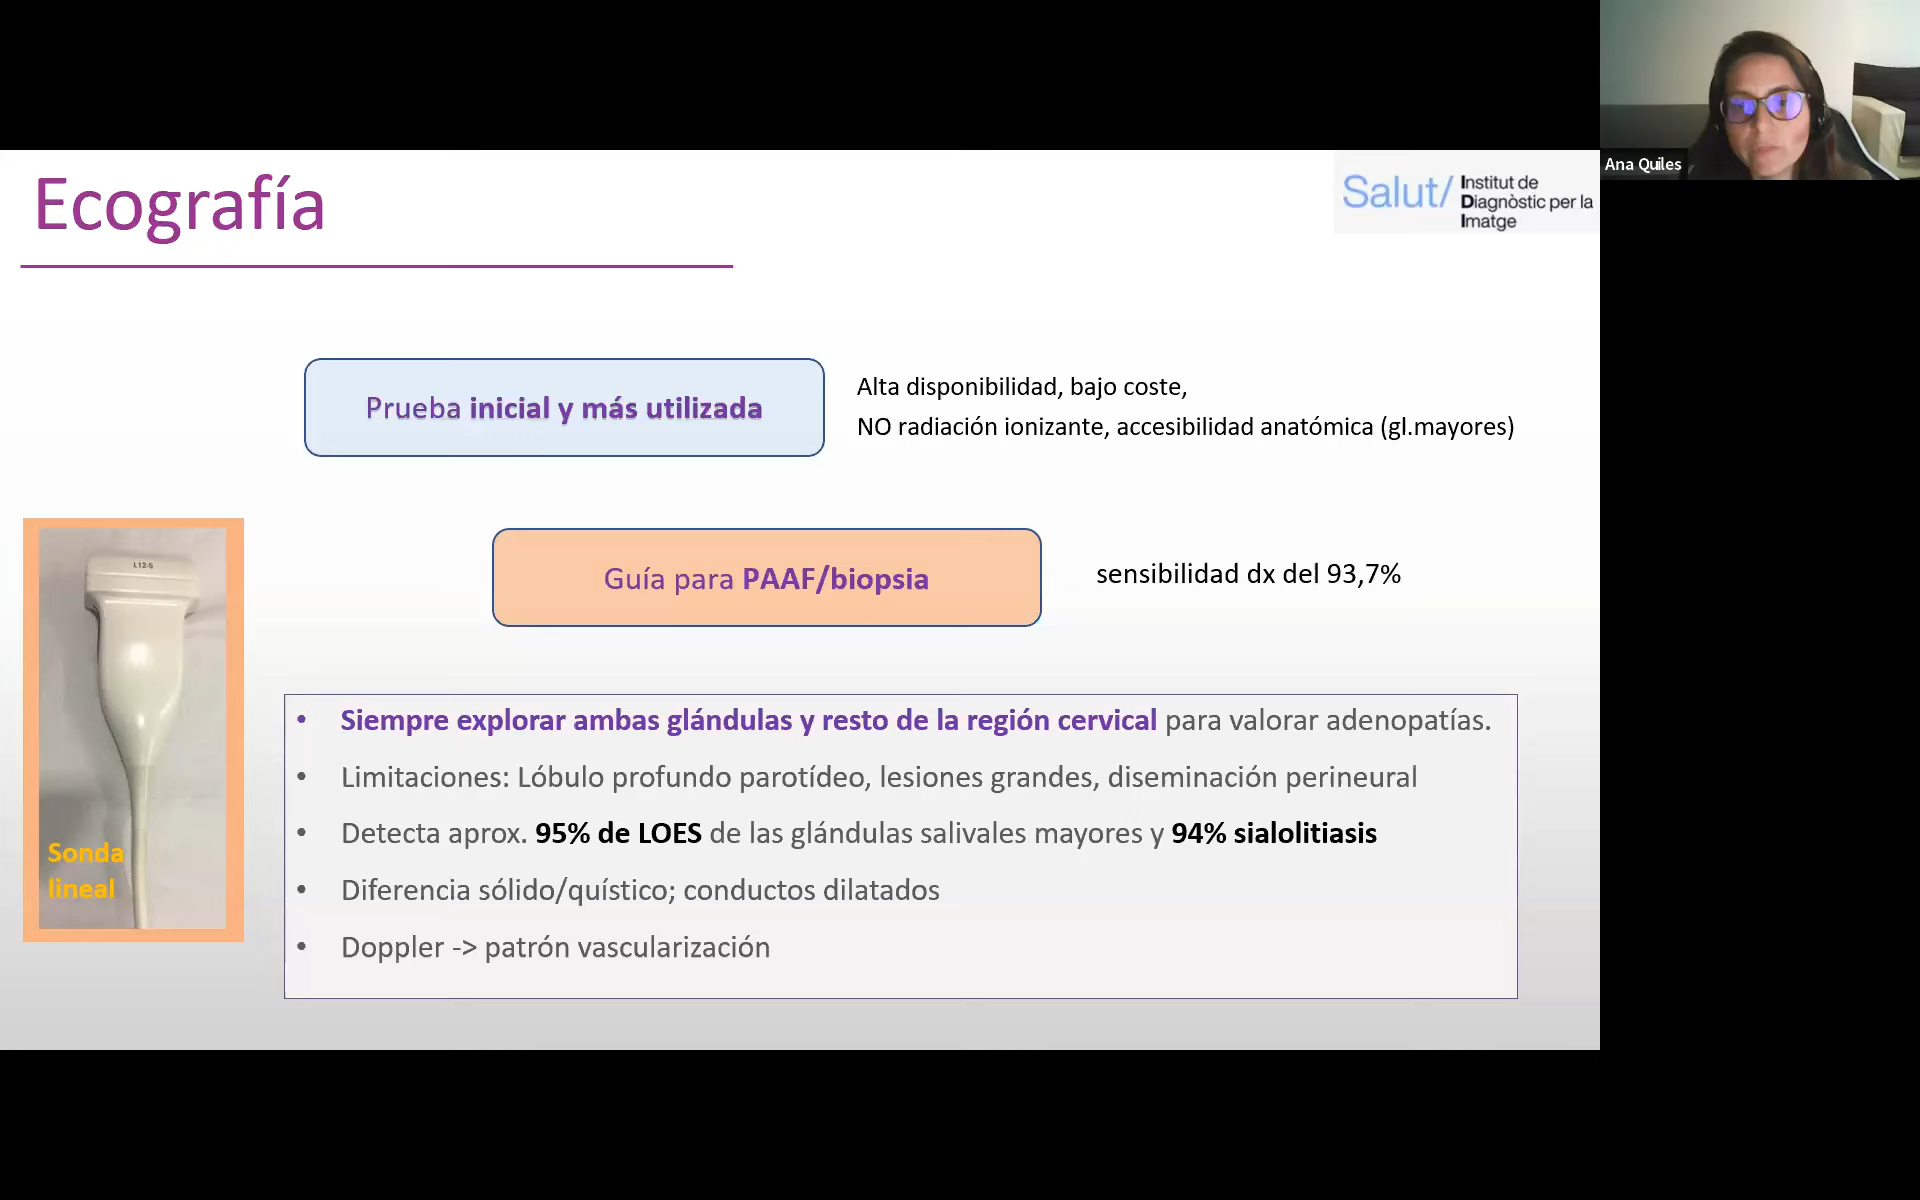 Ecografía
Salut/ Institut de
Diagnòstic per la
Imatge
Ana Quiles
Prueba inicial y más utilizada
Alta disponibilidad, bajo coste,
NO radiación ionizante, accesibilidad anatómica (gl.mayores)
Guía para PAAF/biopsia
sensibilidad dx del 93,7%
L12-5
Sonda
lineal
• Siempre explorar ambas glándulas y resto de la región cervical para valorar adenopatías.
• Limitaciones: Lóbulo profundo parotídeo, lesiones grandes, diseminación perineural
• Detecta aprox. 95% de LOES de las glándulas salivales mayores y 94% sialolitiasis
• Diferencia sólido/quístico; conductos dilatados
• Doppler -> patrón vascularización